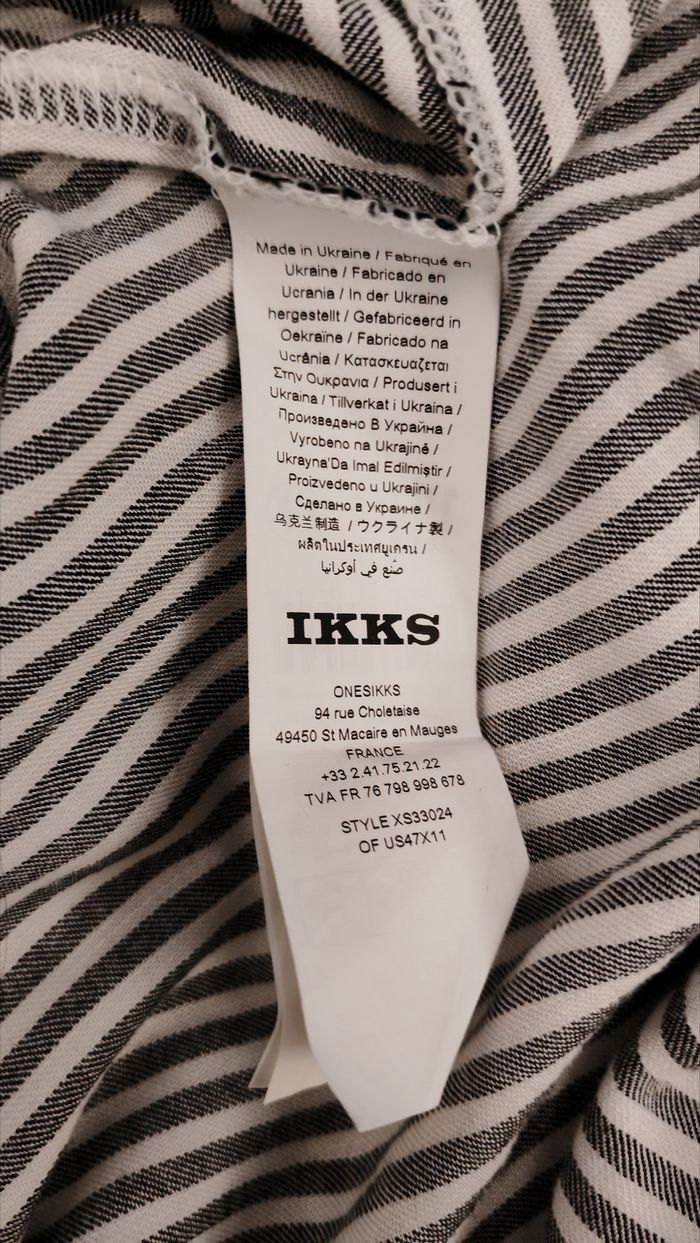 Made in Ukraine / Fabriqué en
Ukraine / Fabricado en
Ucrania / In der Ukraine
hergestellt / Gefabriceerd in
Oekraïne / Fabricado na
Ucrânia / Κατασκευαζεται
Στην Ουκρανια / Produsert i
Ukraina / Tillverkat i Ukraina /
Произведено В Украйна /
Vyrobeno na Ukrajině /
Ukrayna'Da Imal Edilmiştir /
Proizvedeno u Ukrajini /
Сделано в Украине /
乌克兰制造 / ウクライナ製 /
ผลิตในประเทศยูเครน /
صنع في أوكرانيا
IKKS
ONESIKKS
94 rue Choletaise
49450 St Macaire en Mauges
FRANCE
+33 2.41.75.21.22
TVA FR 76 798 998 678
STYLE XS33024
OF US47X11